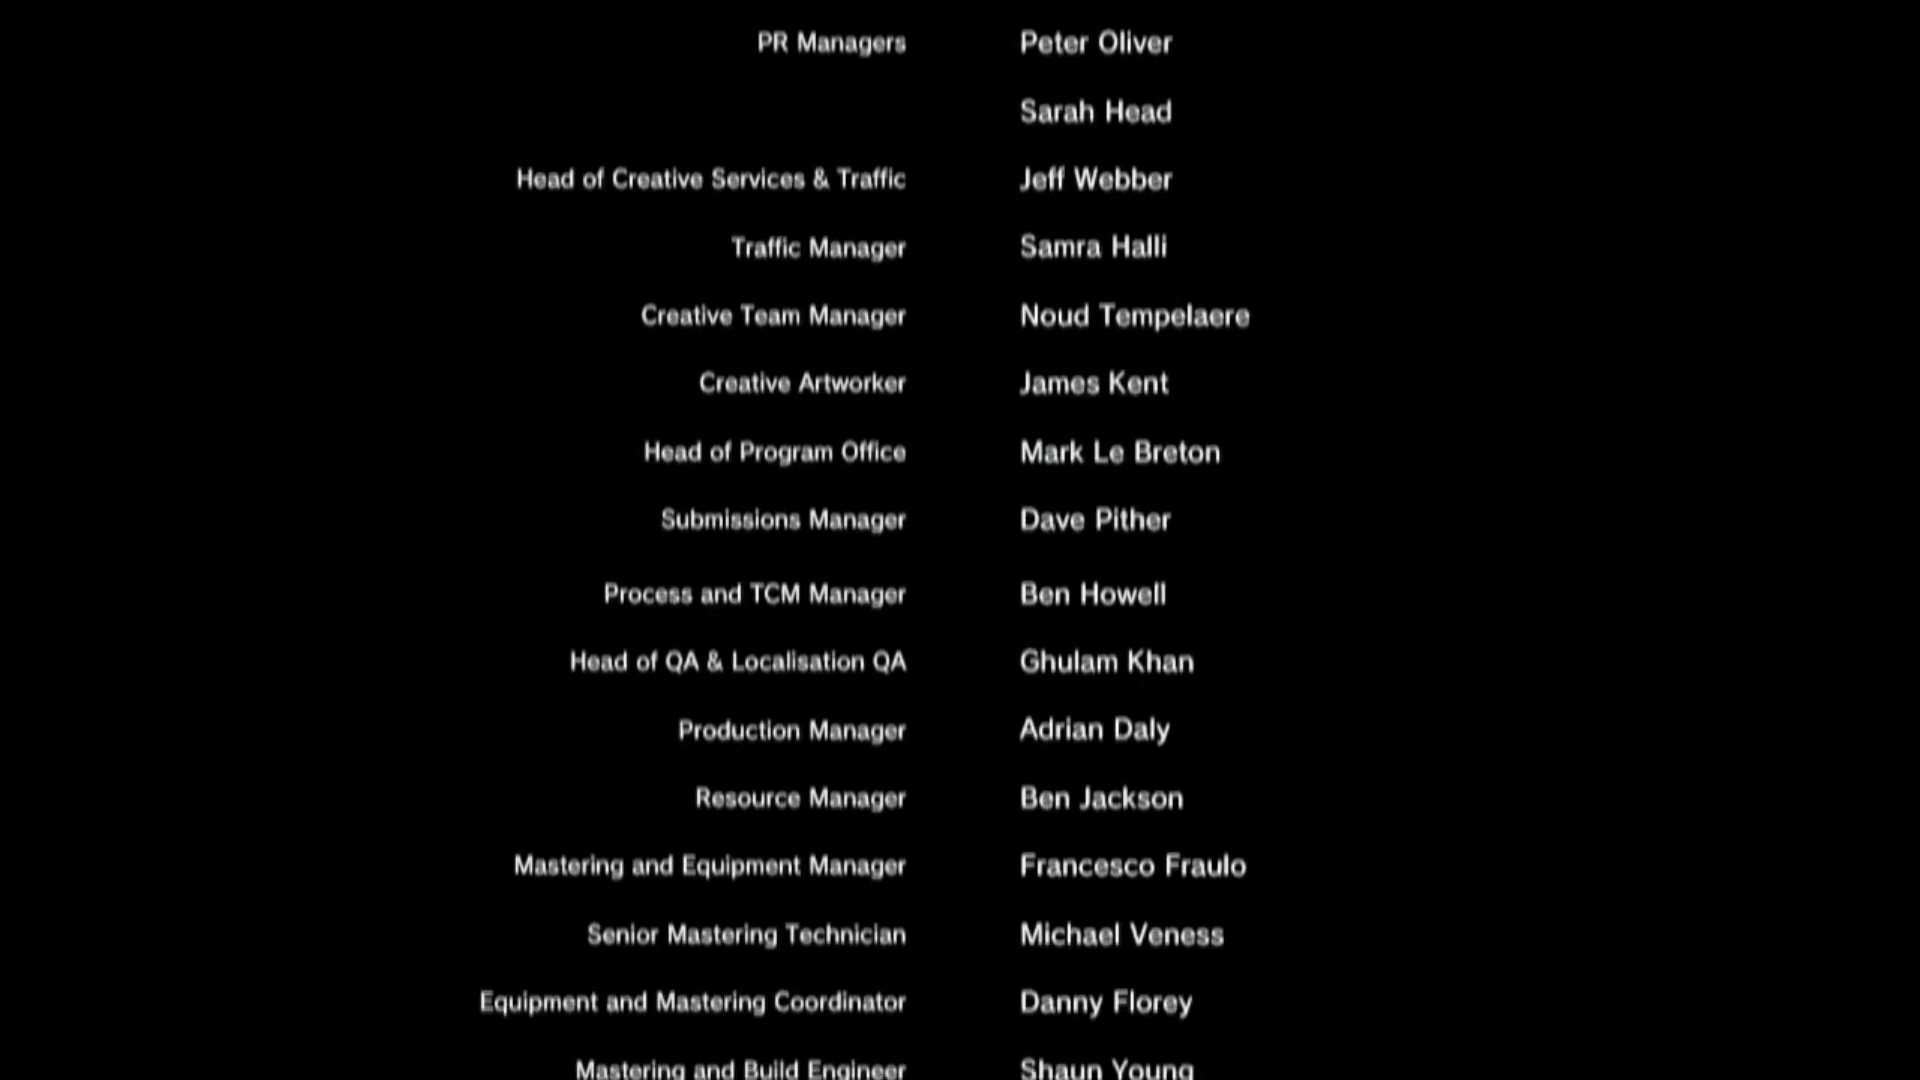 PR Managers Peter Oliver
Sarah Head
Head of Creative Services & Traffic Jeff Webber
Traffic Manager Samra Halli
Creative Team Manager Noud Tempelaere
Creative Artworker James Kent
Head of Program Office Mark Le Breton
Submissions Manager Dave Pither
Process and TCM Manager Ben Howell
Head of QA & Localisation QA Ghulam Khan
Production Manager Adrian Daly
Resource Manager Ben Jackson
Mastering and Equipment Manager Francesco Fraulo
Senior Mastering Technician Michael Veness
Equipment and Mastering Coordinator Danny Florey
Mastering and Build Engineer Shaun Young